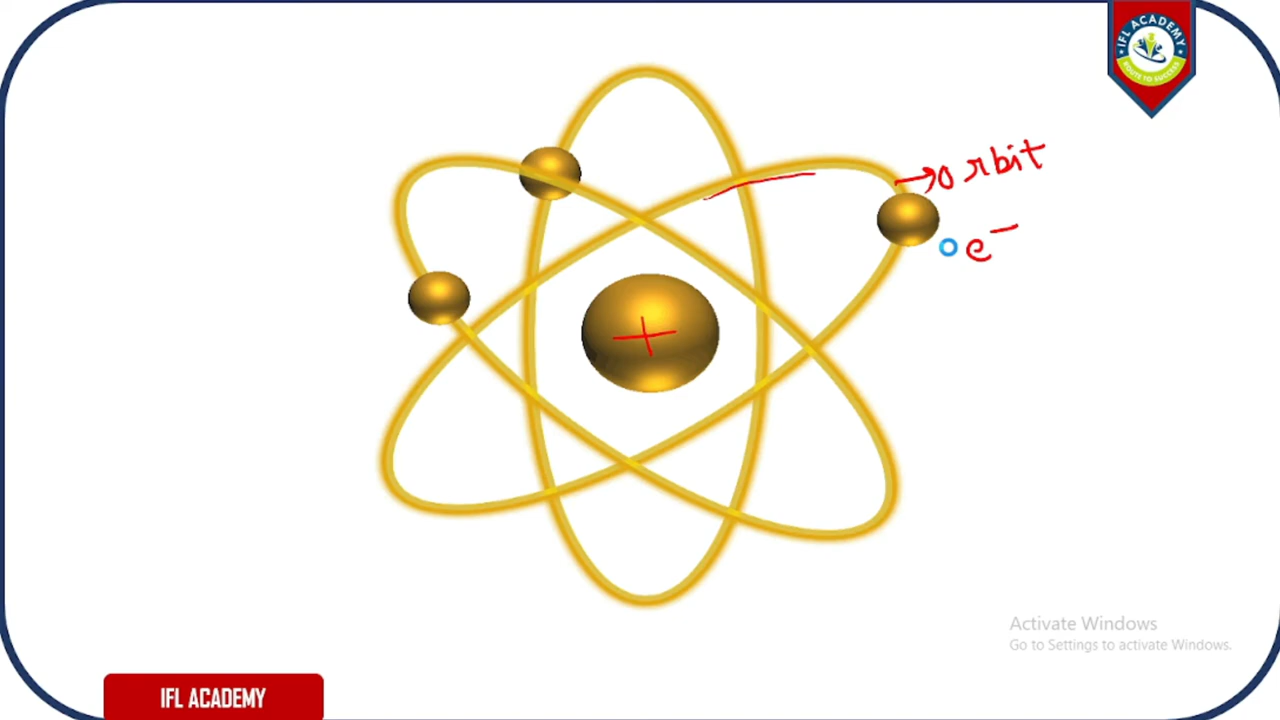 IFL ACADEMY
ROUTE TO SUCCESS
→ orbit
e⁻
+
Activate Windows
Go to Settings to activate Windows.
IFL ACADEMY